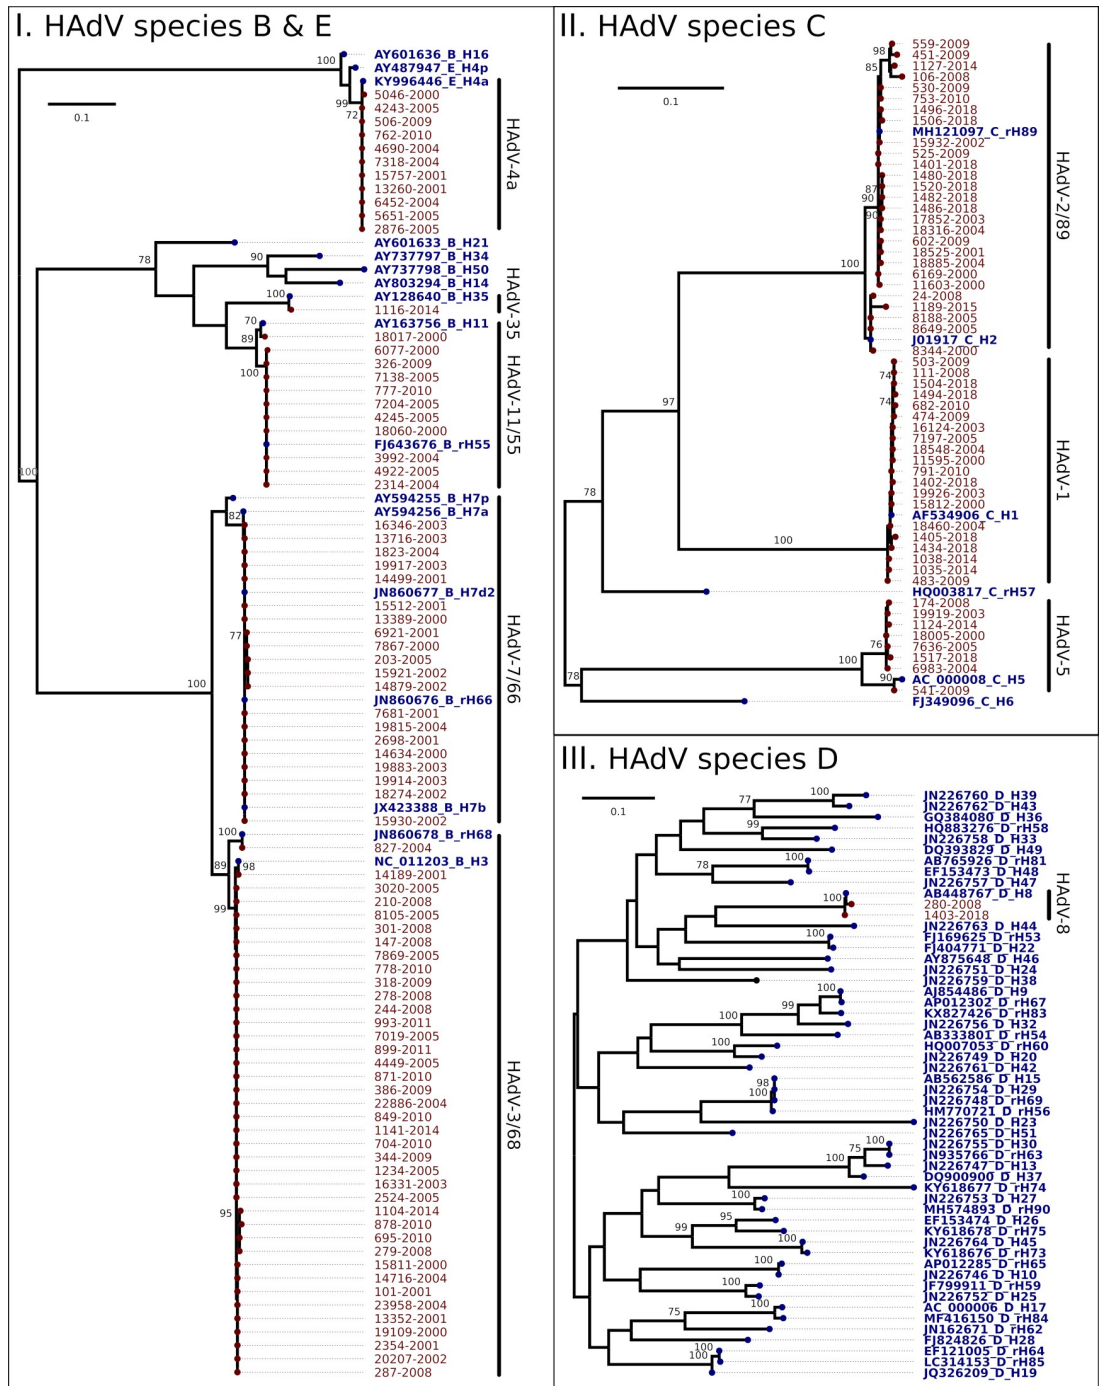 I. HAdV species B & E
100
AY601636_B_H16
AY487947_E_H4p
KY996446_E_H4a
99
72
0.1
5046-2000
4243-2005
506-2009
762-2010
4690-2004
7318-2004
15757-2001
13260-2001
6452-2004
5651-2005
2876-2005
HAdV-4a
78
AY601633_B_H21
90
AY737797_B_H34
AY737798_B_H50
AY803294_B_H14
100
AY128640_B_H35
1116-2014
HAdV-35
70
AY163756_B_H11
89
18017-2000
100
6077-2000
326-2009
7138-2005
777-2010
7204-2005
4245-2005
18060-2000
FJ643676_B_rH55
3992-2004
4922-2005
2314-2004
HAdV-11/55
100
AY594255_B_H7p
82
AY594256_B_H7a
16346-2003
13716-2003
1823-2004
19917-2003
14499-2001
JN860677_B_H7d2
15512-2001
13389-2000
77
6921-2001
7867-2000
203-2005
15921-2002
14879-2002
100
JN860676_B_rH66
7681-2001
19815-2004
2698-2001
14634-2000
19883-2003
19914-2003
18274-2002
JX423388_B_H7b
15930-2002
HAdV-7/66
100
JN860678_B_rH68
827-2004
89
98
NC_011203_B_H3
14189-2001
99
3020-2005
210-2008
8105-2005
301-2008
147-2008
7869-2005
778-2010
318-2009
278-2008
244-2008
993-2011
7019-2005
899-2011
4449-2005
871-2010
386-2009
22886-2004
849-2010
1141-2014
704-2010
344-2009
1234-2005
16331-2003
2524-2005
95
1104-2014
878-2010
695-2010
279-2008
15811-2000
14716-2004
101-2001
23958-2004
13352-2001
19109-2000
2354-2001
20207-2002
287-2008
HAdV-3/68
II. HAdV species C
0.1
98
85
559-2009
451-2009
1127-2014
106-2008
530-2009
753-2010
1496-2018
1506-2018
MH121097_C_rH89
15932-2002
525-2009
1401-2018
87
90
90
1480-2018
1520-2018
1482-2018
1486-2018
17852-2003
18316-2004
602-2009
18525-2001
18885-2004
6169-2000
11603-2000
100
24-2008
1189-2015
8188-2005
8649-2005
J01917_C_H2
8344-2000
HAdV-2/89
97
503-2009
74
111-2008
1504-2018
1494-2018
74
682-2010
474-2009
16124-2003
7197-2005
18548-2004
11595-2000
791-2010
1402-2018
19926-2003
15812-2000
AF534906_C_H1
100
18460-2004
1405-2018
1434-2018
1038-2014
1035-2014
483-2009
HAdV-1
78
HQ003817_C_rH57
174-2008
19919-2003
1124-2014
18005-2000
76
7636-2005
1517-2018
100
6983-2004
78
90
AC_000008_C_H5
541-2009
HAdV-5
FJ349096_C_H6
III. HAdV species D
0.1
100
77
JN226760_D_H39
JN226762_D_H43
GQ384080_D_H36
99
HQ883276_D_rH58
JN226758_D_H33
DQ393829_D_H49
78
100
AB765926_D_rH81
EF153473_D_H48
JN226757_D_H47
100
AB448767_D_H8
280-2008
1403-2018
HAdV-8
JN226763_D_H44
100
FJ169625_D_rH53
FJ404771_D_H22
AY875648_D_H46
JN226751_D_H24
JN226759_D_H38
100
99
100
AJ854486_D_H9
AP012302_D_rH67
KX827426_D_rH83
JN226756_D_H32
AB333801_D_rH54
100
HQ007053_D_rH60
JN226749_D_H20
JN226761_D_H42
98
100
AB562586_D_H15
JN226754_D_H29
JN226748_D_rH69
HM770721_D_rH56
JN226750_D_H23
JN226765_D_H51
100
75
100
JN226755_D_H30
JN935766_D_rH63
JN226747_D_H13
DQ900900_D_H37
KY618677_D_rH74
100
JN226753_D_H27
MH574893_D_rH90
95
99
100
EF153474_D_H26
KY618678_D_rH75
JN226764_D_H45
KY618676_D_rH73
100
AP012285_D_rH65
JN226746_D_H10
100
JF799911_D_rH59
JN226752_D_H25
75
100
AC_000006_D_H17
MF416150_D_rH84
JN162671_D_rH62
FJ824826_D_H28
100
100
EF121005_D_rH64
LC314153_D_rH85
JQ326209_D_H19